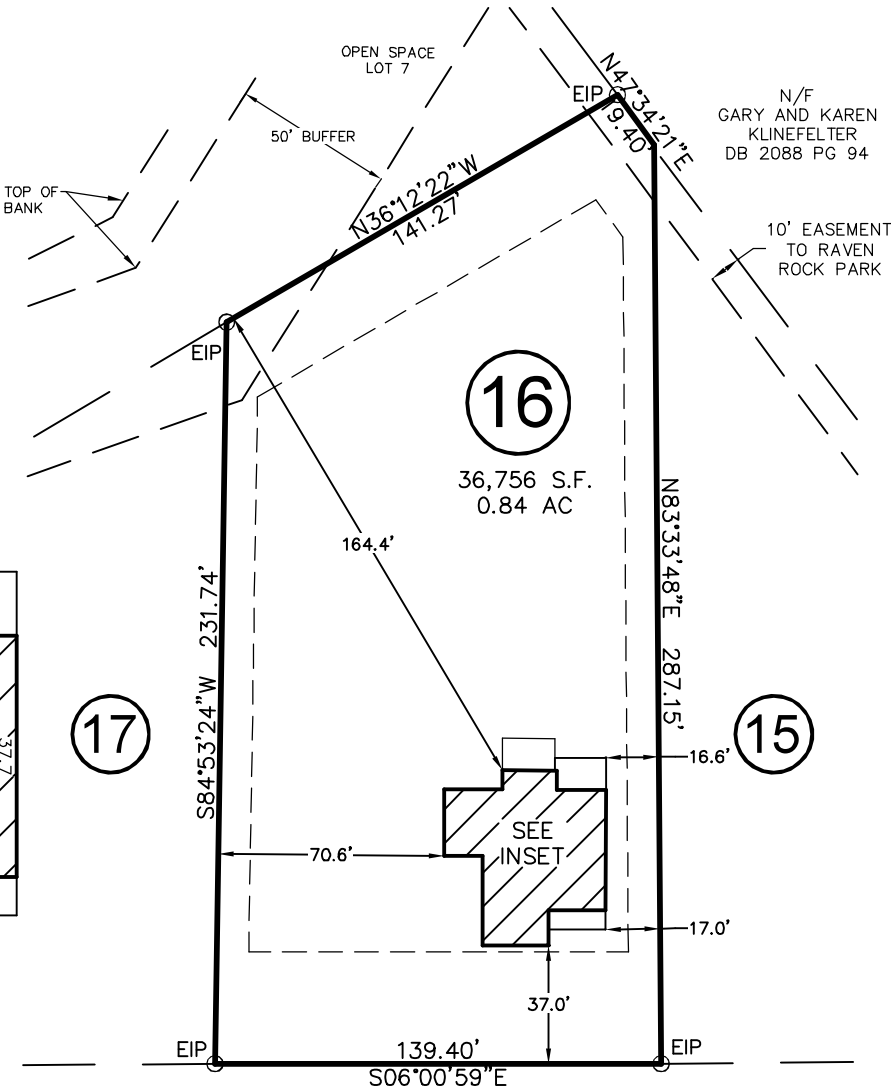 OPEN SPACE
LOT 7
50' BUFFER
TOP OF
BANK
EIP
N47°34'21"E
19.40'
N/F
GARY AND KAREN
KLINEFELTER
DB 2088 PG 94
N36°12'22"W
141.27'
10' EASEMENT
TO RAVEN
ROCK PARK
EIP
16
36,756 S.F.
0.84 AC
164.4'
S84°53'24"W 231.74'
N83°33'48"E 287.15'
37.7
17
15
16.6'
SEE
INSET
70.6'
17.0'
37.0'
EIP
139.40'
S06°00'59"E
EIP